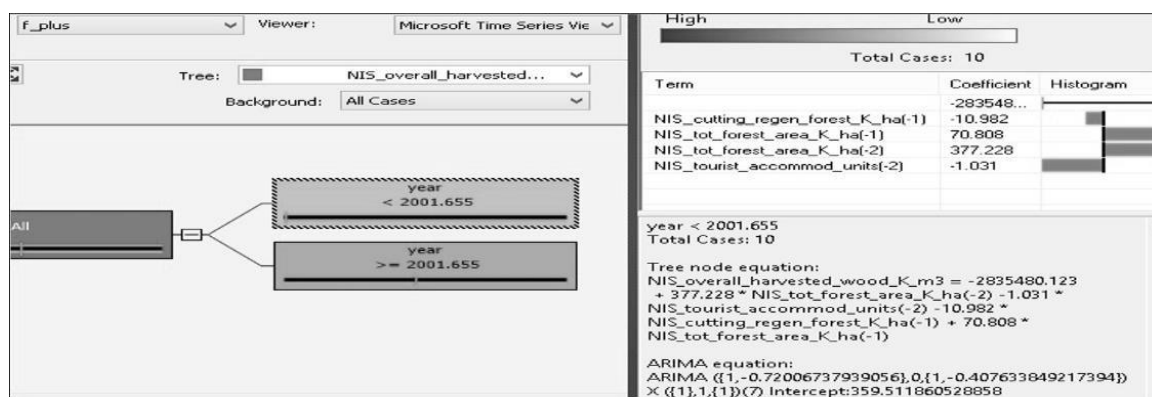 f_plus
Viewer:
Microsoft Time Series Vie
Tree:
NIS_overall_harvested...
Background:
All Cases
All
year
< 2001.655
year
>= 2001.655
High Low
Total Cases: 10
Term Coefficient Histogram
-283548...
NIS_cutting_regen_forest_K_ha(-1) -10.982
NIS_tot_forest_area_K_ha(-1) 70.808
NIS_tot_forest_area_K_ha(-2) 377.228
NIS_tourist_accommod_units(-2) -1.031
year < 2001.655
Total Cases: 10
Tree node equation:
NIS_overall_harvested_wood_K_m3 = -2835480.123
+ 377.228 * NIS_tot_forest_area_K_ha(-2) -1.031 *
NIS_tourist_accommod_units(-2) -10.982 *
NIS_cutting_regen_forest_K_ha(-1) + 70.808 *
NIS_tot_forest_area_K_ha(-1)
ARIMA equation:
ARIMA ({1,-0.72006737939056},0,{1,-0.407633849217394})
X ({1},1,{1})(7) Intercept:359.511860528858